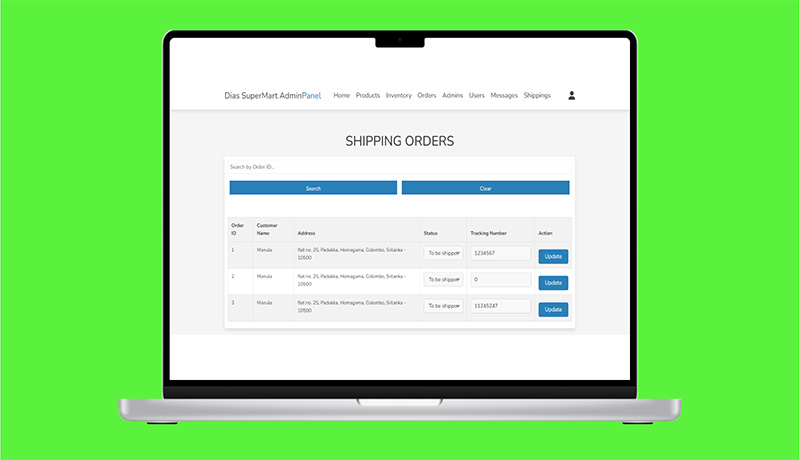 Dias SuperMart AdminPanel Home Products Inventory Orders Admins Users Messages Shippings
SHIPPING ORDERS
Search by Order ID...
Search Clear
Order ID Customer Name Address Status Tracking Number Action
1 Manula flat no. 25, Padukka, Homagama, Colombo, Srilanka - 10500 To be shipped 1234567 Update
2 Manula flat no. 25, Padukka, Homagama, Colombo, Srilanka - 10500 To be shipped 0 Update
3 Manula flat no. 25, Padukka, Homagama, Colombo, Srilanka - 10500 To be shipped 11245247 Update